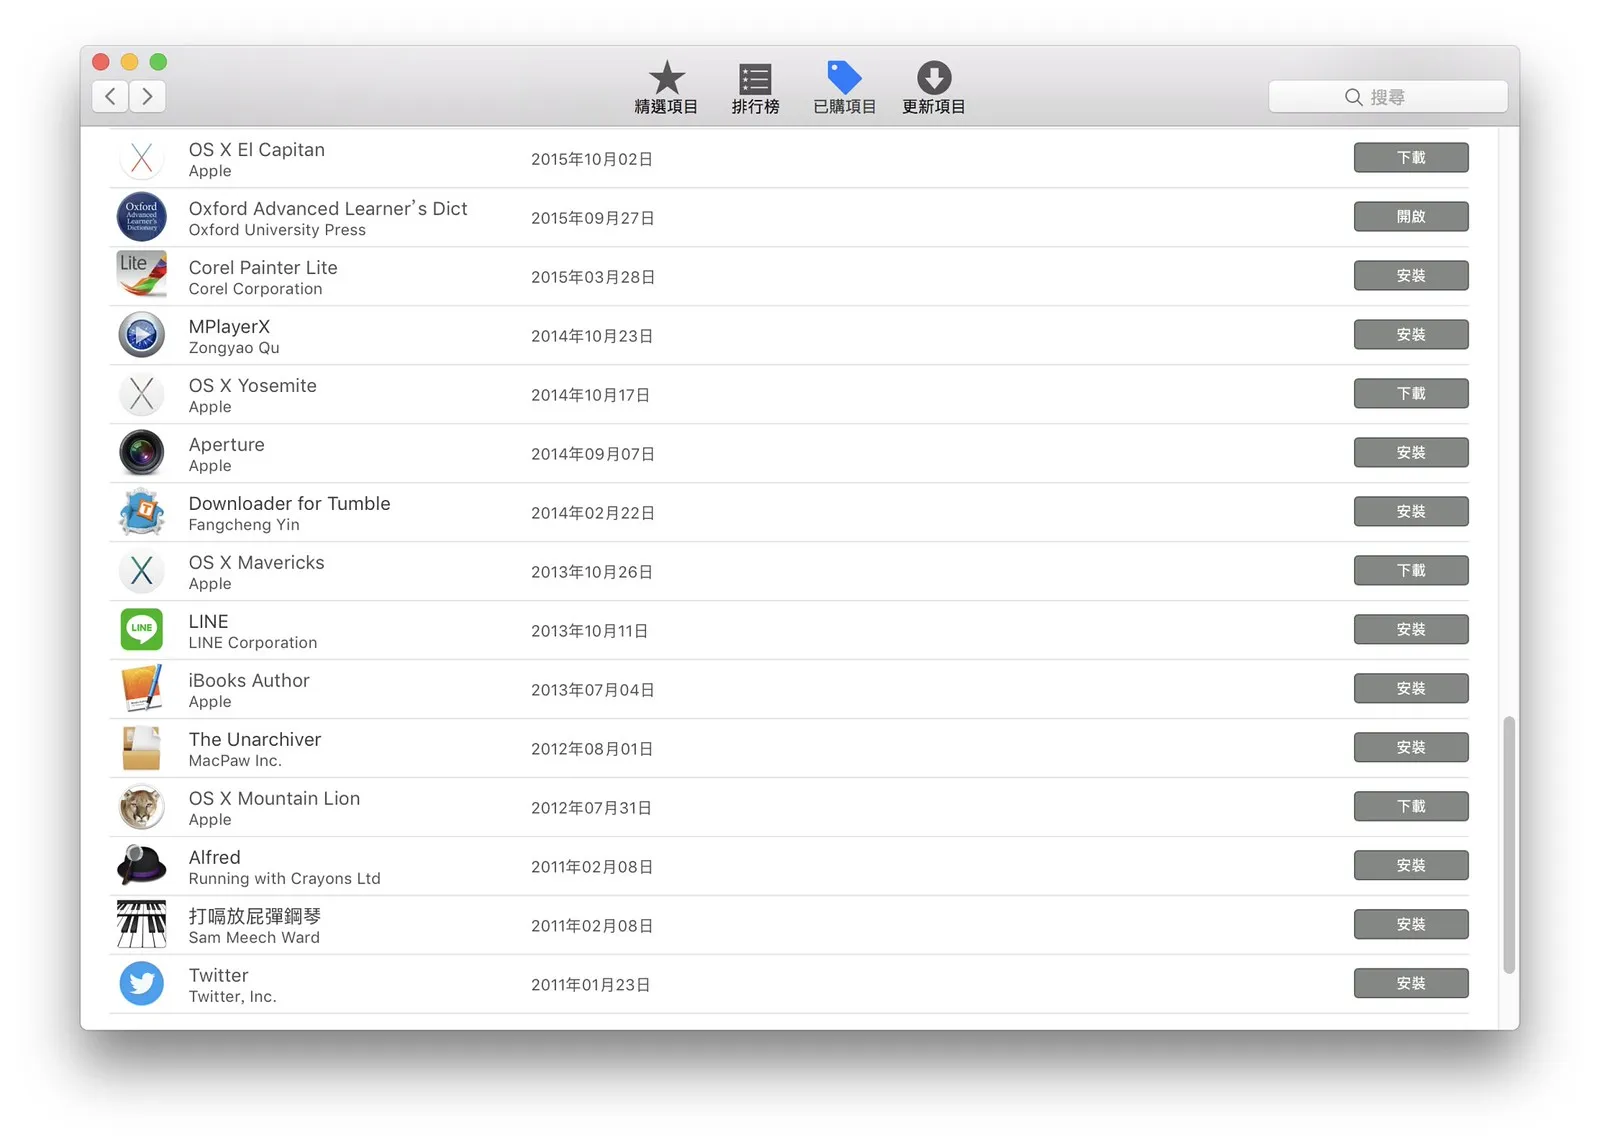 精選項目
排行榜
已購項目
更新項目
搜尋
OS X El Capitan
Apple
2015年10月02日
下載
Oxford
Advanced
Learner's
Dictionary
Oxford Advanced Learner's Dict
Oxford University Press
2015年09月27日
開啟
Lite
Corel Painter Lite
Corel Corporation
2015年03月28日
安裝
MPlayerX
Zongyao Qu
2014年10月23日
安裝
OS X Yosemite
Apple
2014年10月17日
下載
Aperture
Apple
2014年09月07日
安裝
T
Downloader for Tumble
Fangcheng Yin
2014年02月22日
安裝
OS X Mavericks
Apple
2013年10月26日
下載
LINE
LINE
LINE Corporation
2013年10月11日
安裝
iBooks Author
Apple
2013年07月04日
安裝
The Unarchiver
MacPaw Inc.
2012年08月01日
安裝
OS X Mountain Lion
Apple
2012年07月31日
下載
Alfred
Running with Crayons Ltd
2011年02月08日
安裝
打嗝放屁彈鋼琴
Sam Meech Ward
2011年02月08日
安裝
Twitter
Twitter, Inc.
2011年01月23日
安裝